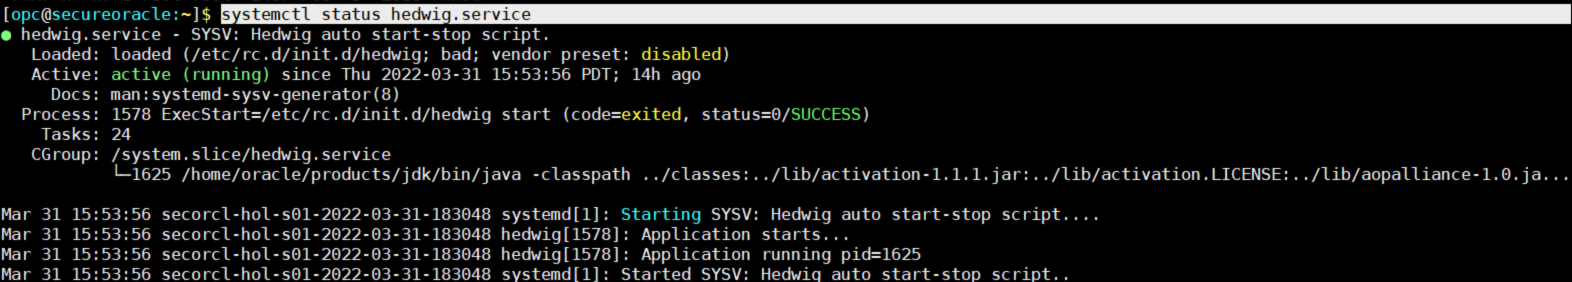 [opc@secureoracle:~]$ systemctl status hedwig.service
● hedwig.service - SYSV: Hedwig auto start-stop script.
   Loaded: loaded (/etc/rc.d/init.d/hedwig; bad; vendor preset: disabled)
   Active: active (running) since Thu 2022-03-31 15:53:56 PDT; 14h ago
     Docs: man:systemd-sysv-generator(8)
  Process: 1578 ExecStart=/etc/rc.d/init.d/hedwig start (code=exited, status=0/SUCCESS)
    Tasks: 24
   CGroup: /system.slice/hedwig.service
           └─1625 /home/oracle/products/jdk/bin/java -classpath ../classes:../lib/activation-1.1.1.jar:../lib/activation.LICENSE:../lib/aopalliance-1.0.ja...
Mar 31 15:53:56 secorcl-hol-s01-2022-03-31-183048 systemd[1]: Starting SYSV: Hedwig auto start-stop script....
Mar 31 15:53:56 secorcl-hol-s01-2022-03-31-183048 hedwig[1578]: Application starts...
Mar 31 15:53:56 secorcl-hol-s01-2022-03-31-183048 hedwig[1578]: Application running pid=1625
Mar 31 15:53:56 secorcl-hol-s01-2022-03-31-183048 systemd[1]: Started SYSV: Hedwig auto start-stop script..